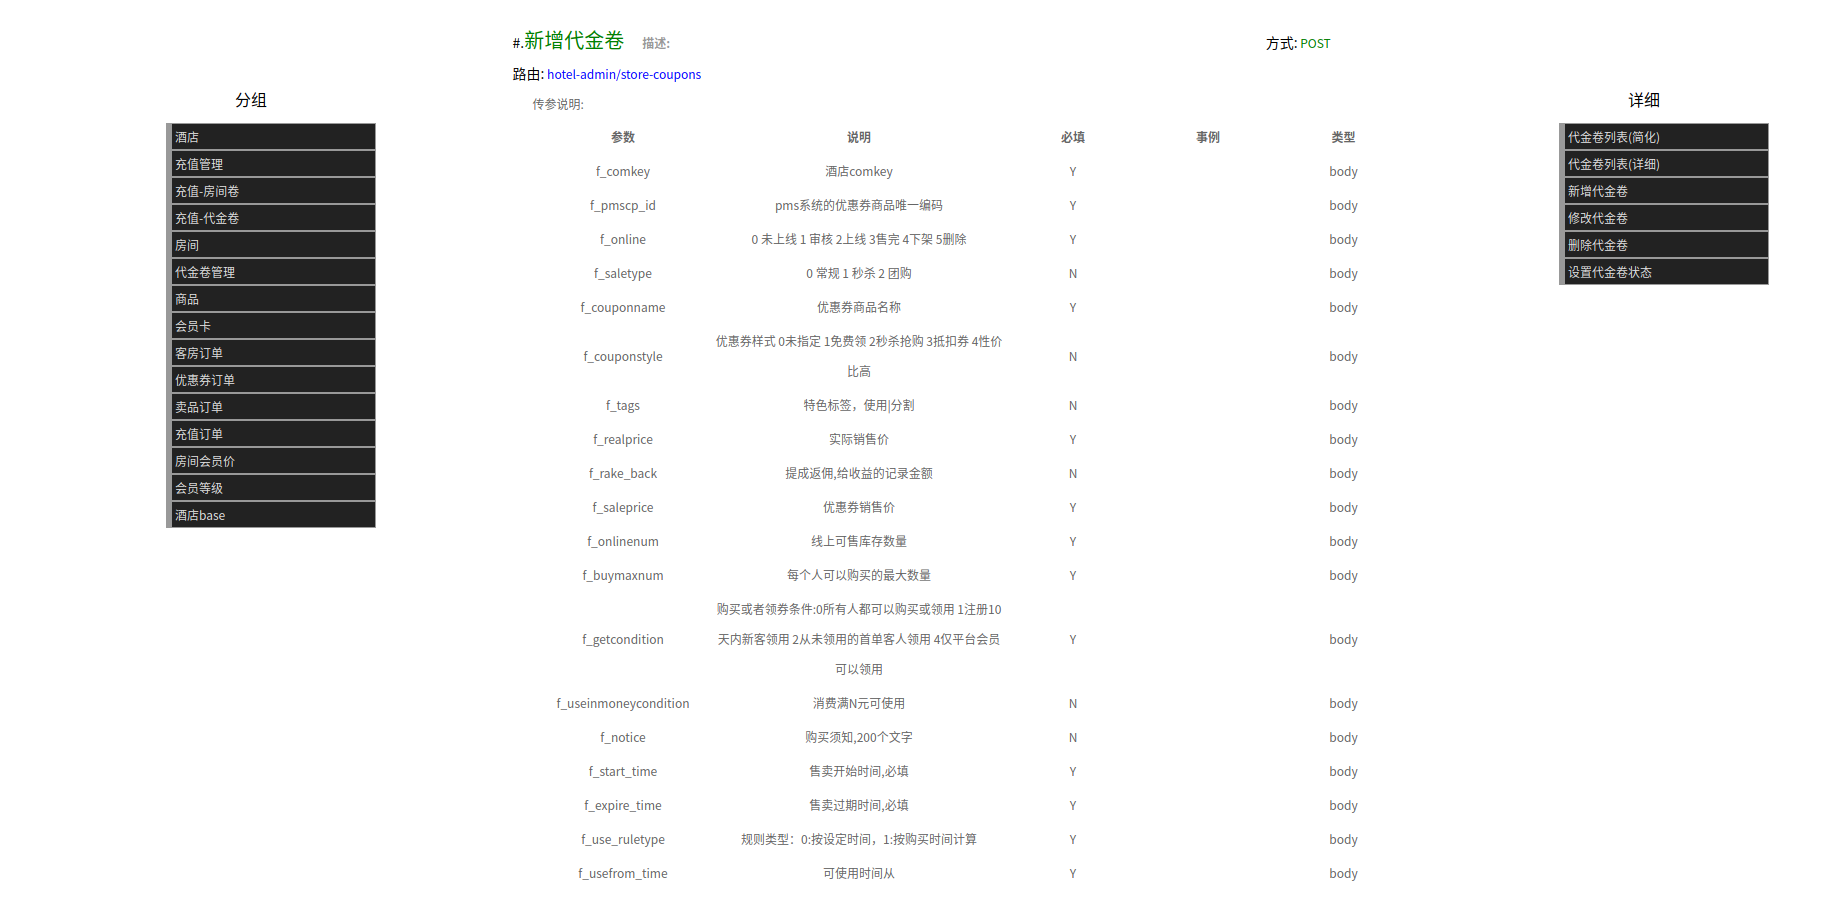 #.新增代金卷 描述: 方式: POST
路由: hotel-admin/store-coupons
分组
酒店
充值管理
充值-房间卷
充值-代金卷
房间
代金卷管理
商品
会员卡
客房订单
优惠券订单
卖品订单
充值订单
房间会员价
会员等级
酒店base
传参说明:
参数 说明 必填 事例 类型
f_comkey 酒店comkey Y body
f_pmscp_id pms系统的优惠券商品唯一编码 Y body
f_online 0 未上线 1 审核 2上线 3售完 4下架 5删除 Y body
f_saletype 0 常规 1 秒杀 2 团购 N body
f_couponname 优惠券商品名称 Y body
优惠券样式 0未指定 1免费领 2秒杀抢购 3抵扣券 4性价
f_couponstyle N body
比高
f_tags 特色标签，使用|分割 N body
f_realprice 实际销售价 Y body
f_rake_back 提成返佣,给收益的记录金额 N body
f_saleprice 优惠券销售价 Y body
f_onlinenum 线上可售库存数量 Y body
f_buymaxnum 每个人可以购买的最大数量 Y body
购买或者领券条件:0所有人都可以购买或领用 1注册10
f_getcondition 天内新客领用 2从未领用的首单客人领用 4仅平台会员 Y body
可以领用
f_useinmoneycondition 消费满N元可使用 N body
f_notice 购买须知,200个文字 N body
f_start_time 售卖开始时间,必填 Y body
f_expire_time 售卖过期时间,必填 Y body
f_use_ruletype 规则类型：0:按设定时间，1:按购买时间计算 Y body
f_usefrom_time 可使用时间从 Y body
详细
代金卷列表(简化)
代金卷列表(详细)
新增代金卷
修改代金卷
删除代金卷
设置代金卷状态